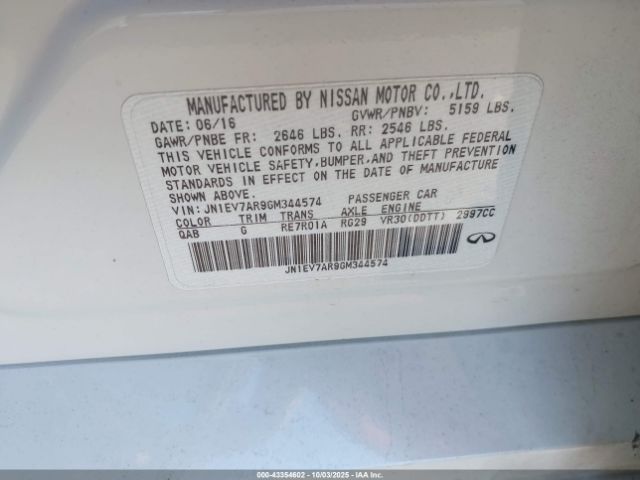 MANUFACTURED BY NISSAN MOTOR CO.,LTD.
DATE: 06/16 GVWR/PNBV: 5159 LBS.
GAWR/PNBE FR: 2646 LBS. RR: 2546 LBS.
THIS VEHICLE CONFORMS TO ALL APPLICABLE FEDERAL
MOTOR VEHICLE SAFETY,BUMPER,AND THEFT PREVENTION
STANDARDS IN EFFECT ON THE DATE OF MANUFACTURE
SHOWN ABOVE.
VIN: JN1EV7AR9GM344574 PASSENGER CAR
COLOR TRIM TRANS AXLE ENGINE
QAB G RE7R01A RG29 VR30(DDTT) 2997CC
JN1EV7AR9GM344574
INFINITI
000-43354602 - 10/03/2025 - IAAI.com